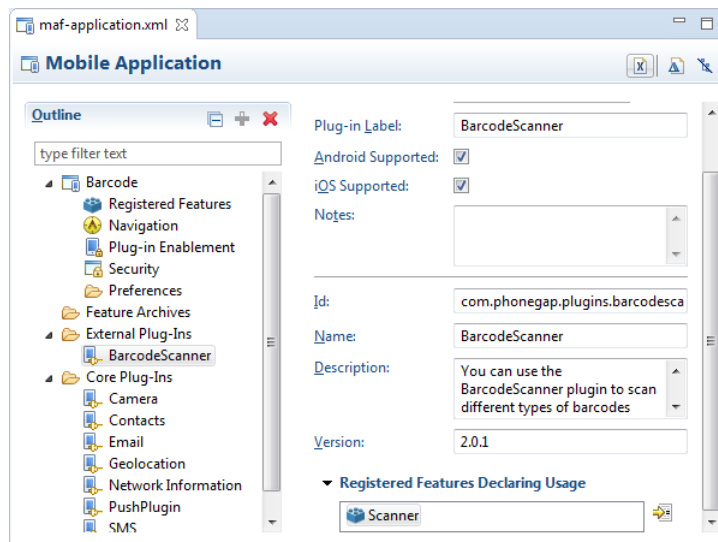 maf-application.xml
Mobile Application
Outline
type filter text
Barcode
Registered Features
Navigation
Plug-in Enablement
Security
Preferences
Feature Archives
External Plug-Ins
BarcodeScanner
Core Plug-Ins
Camera
Contacts
Email
Geolocation
Network Information
PushPlugin
SMS
Plug-in Label: BarcodeScanner
Android Supported:
iOS Supported:
Notes:
Id: com.phonegap.plugins.barcodesca
Name: BarcodeScanner
Description: You can use the
BarcodeScanner plugin to scan
different types of barcodes
Version: 2.0.1
Registered Features Declaring Usage
Scanner